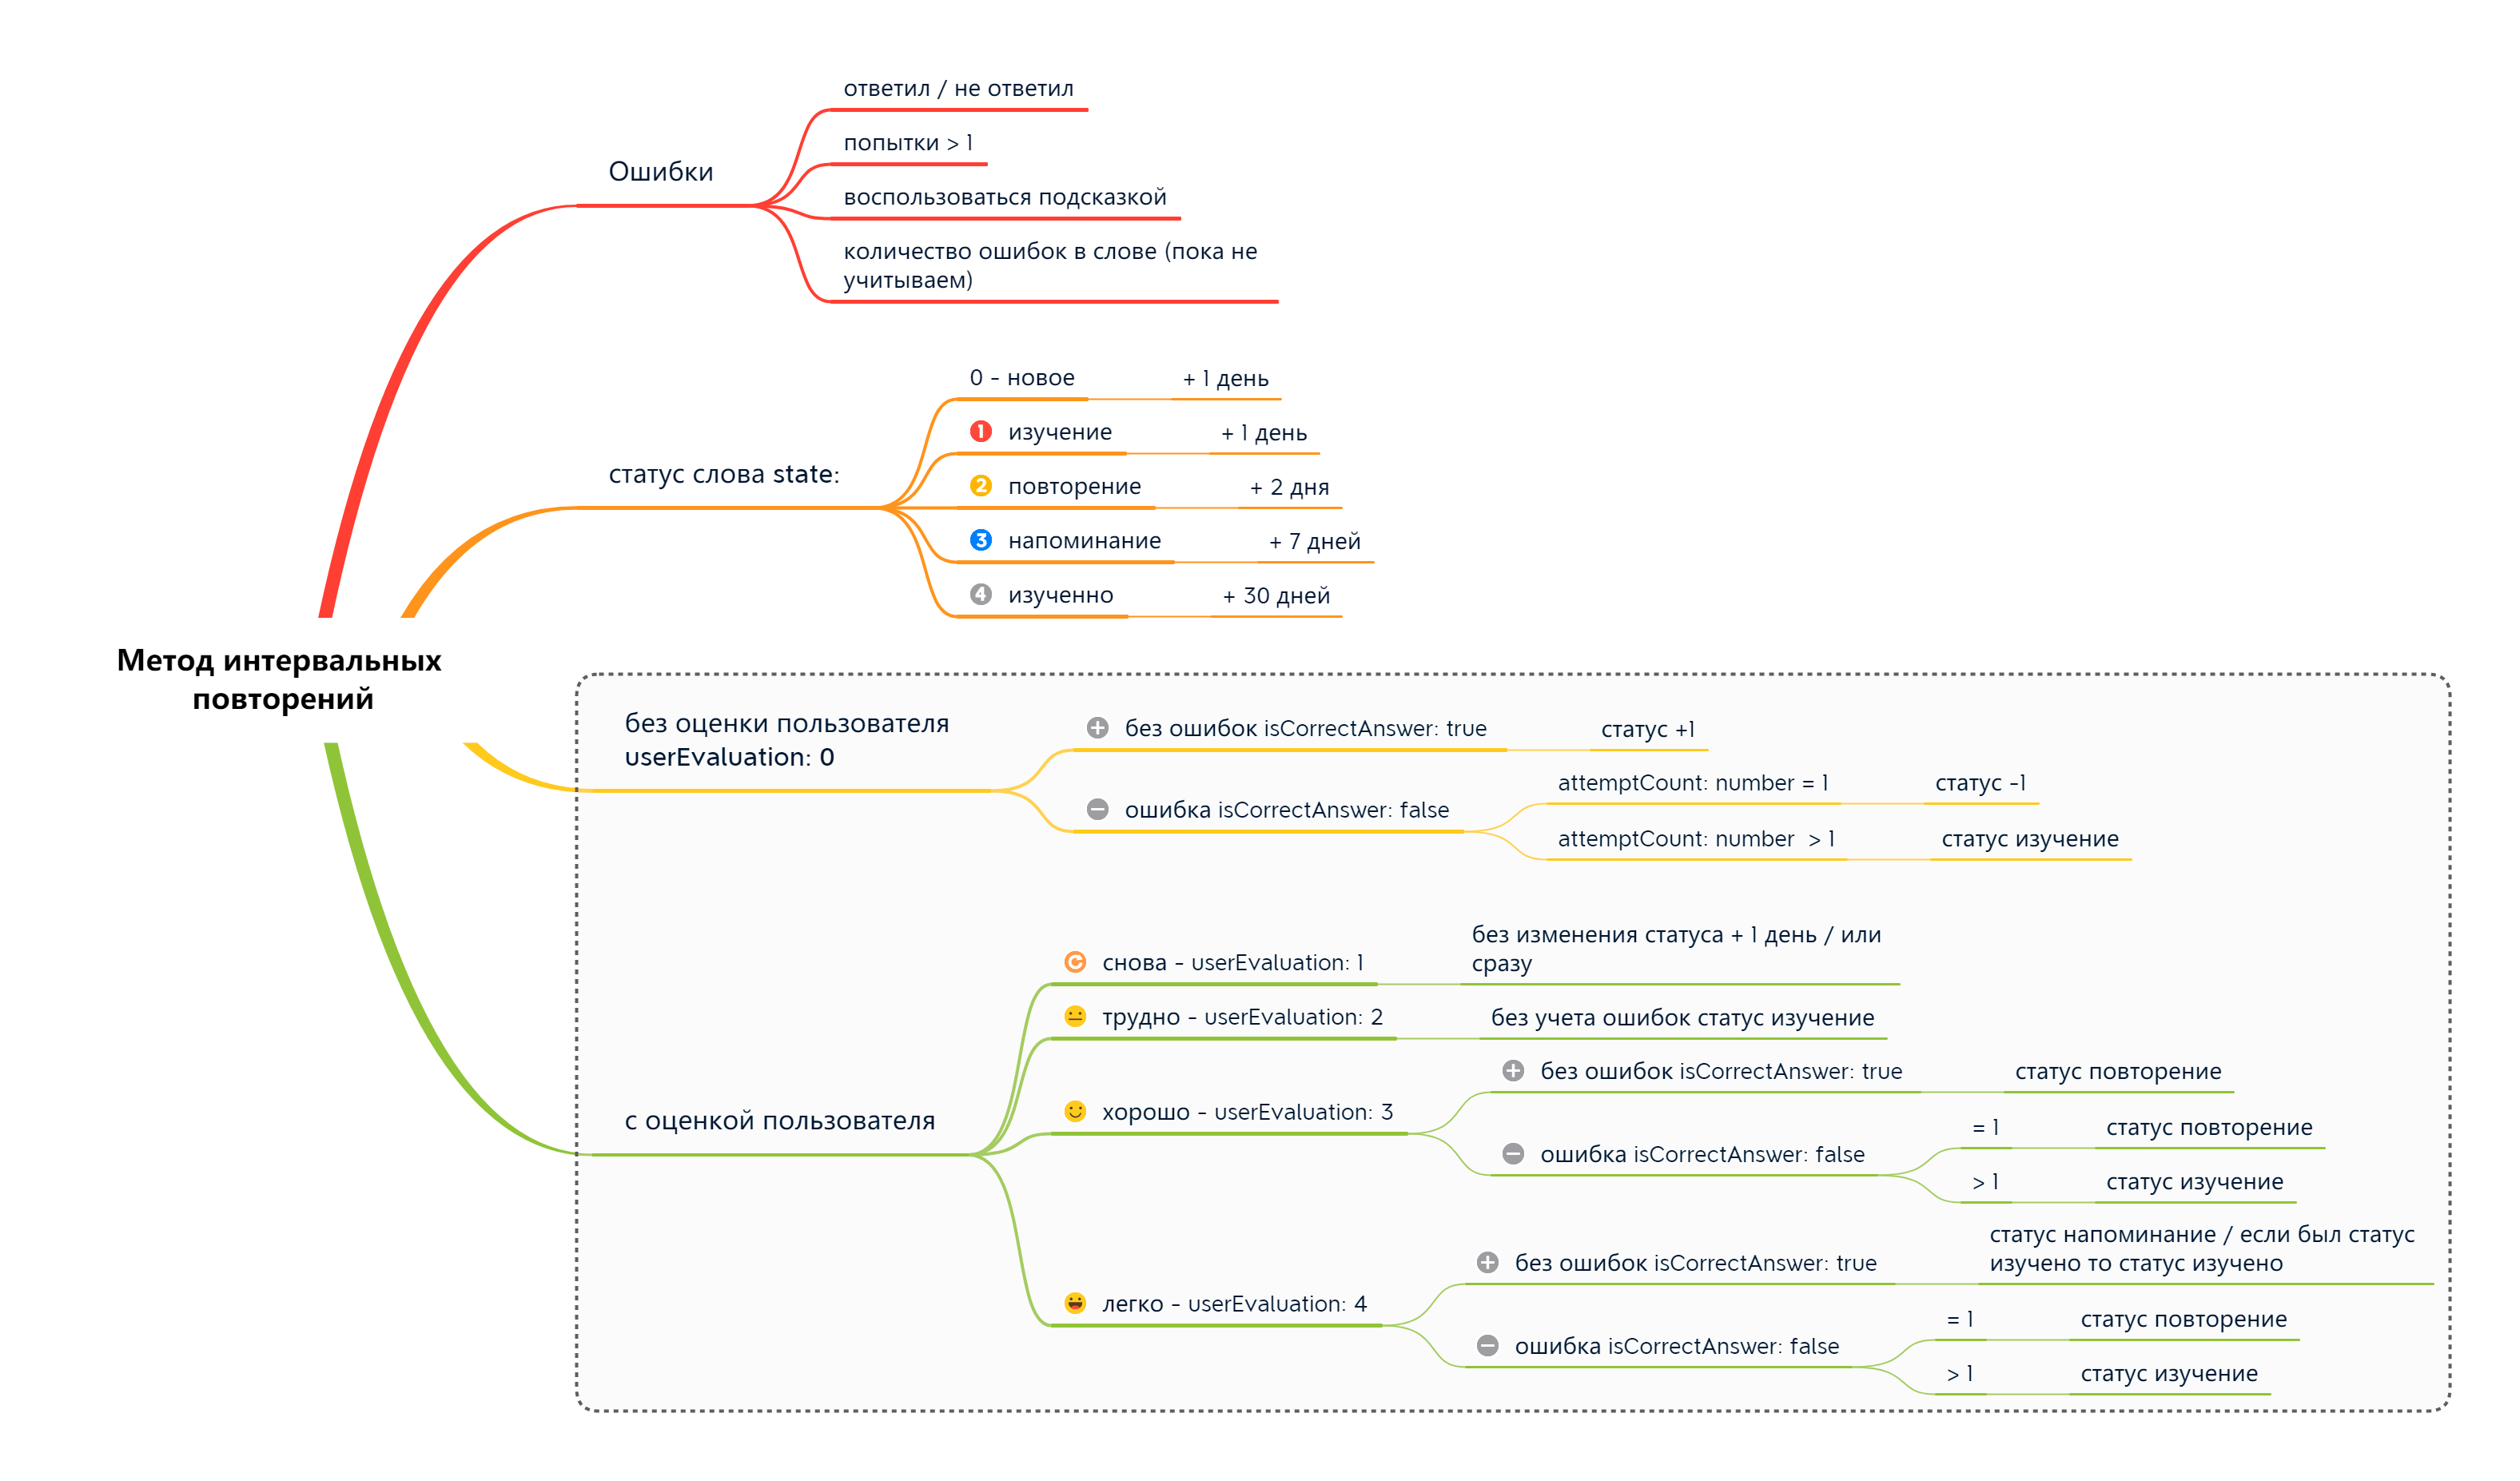 Метод интервальных
повторений
Ошибки
ответил / не ответил
попытки > 1
воспользоваться подсказкой
количество ошибок в слове (пока не
учитываем)
статус слова state:
0 - новое
+ 1 день
1 изучение
+ 1 день
2 повторение
+ 2 дня
3 напоминание
+ 7 дней
4 изученно
+ 30 дней
без оценки пользователя
userEvaluation: 0
без ошибок isCorrectAnswer: true
статус +1
ошибка isCorrectAnswer: false
attemptCount: number = 1
статус -1
attemptCount: number > 1
статус изучение
с оценкой пользователя
снова - userEvaluation: 1
без изменения статуса + 1 день / или
сразу
трудно - userEvaluation: 2
без учета ошибок статус изучение
хорошо - userEvaluation: 3
без ошибок isCorrectAnswer: true
статус повторение
ошибка isCorrectAnswer: false
= 1
статус повторение
> 1
статус изучение
легко - userEvaluation: 4
без ошибок isCorrectAnswer: true
статус напоминание / если был статус
изучено то статус изучено
ошибка isCorrectAnswer: false
= 1
статус повторение
> 1
статус изучение